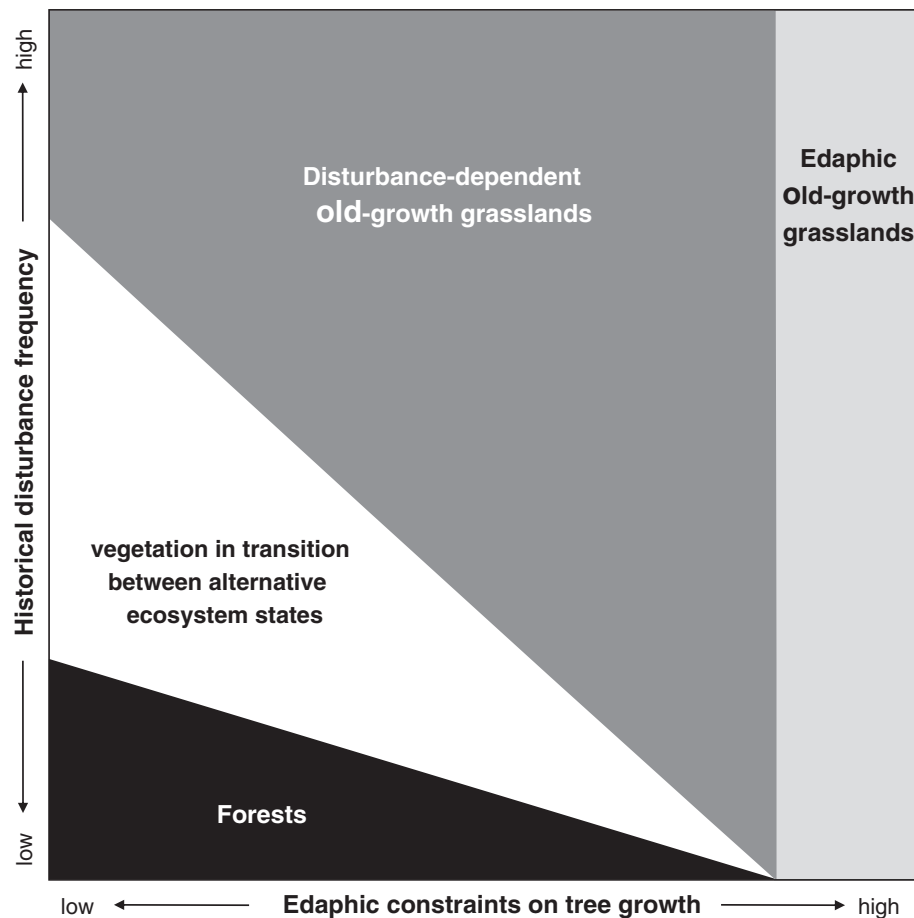 high
Historical disturbance frequency
low
Disturbance-dependent
old-growth grasslands
Edaphic
Old-growth
grasslands
vegetation in transition
between alternative
ecosystem states
Forests
low
Edaphic constraints on tree growth
high